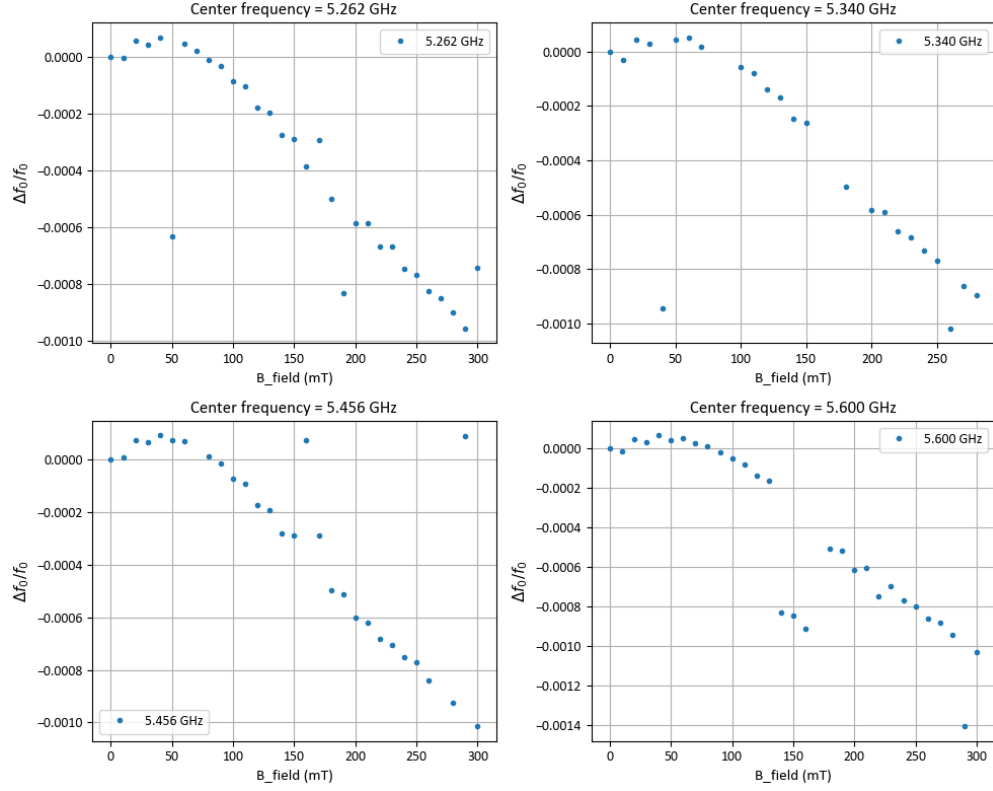 Center frequency = 5.262 GHz
5.262 GHz
0.0000
−0.0002
−0.0004
−0.0006
−0.0008
−0.0010
Δf₀/f₀
0 50 100 150 200 250 300
B_field (mT)
Center frequency = 5.340 GHz
5.340 GHz
0.0000
−0.0002
−0.0004
−0.0006
−0.0008
−0.0010
Δf₀/f₀
0 50 100 150 200 250
B_field (mT)
Center frequency = 5.456 GHz
0.0000
−0.0002
−0.0004
−0.0006
−0.0008
−0.0010
Δf₀/f₀
5.456 GHz
0 50 100 150 200 250 300
B_field (mT)
Center frequency = 5.600 GHz
5.600 GHz
0.0000
−0.0002
−0.0004
−0.0006
−0.0008
−0.0010
−0.0012
−0.0014
Δf₀/f₀
0 50 100 150 200 250 300
B_field (mT)